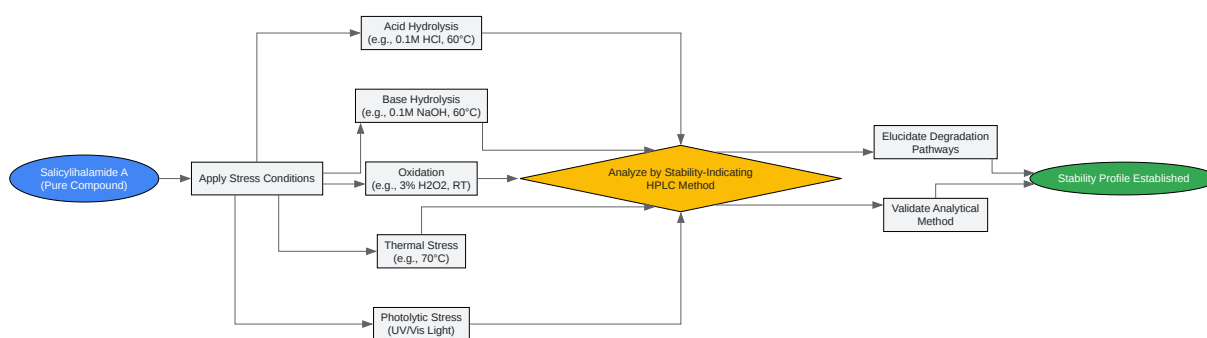 Salicylihalamide A
(Pure Compound)
Apply Stress Conditions
Acid Hydrolysis
(e.g., 0.1M HCl, 60°C)
Base Hydrolysis
(e.g., 0.1M NaOH, 60°C)
Oxidation
(e.g., 3% H2O2, RT)
Thermal Stress
(e.g., 70°C)
Photolytic Stress
(UV/Vis Light)
Analyze by Stability-Indicating
HPLC Method
Elucidate Degradation
Pathways
Validate Analytical
Method
Stability Profile Established